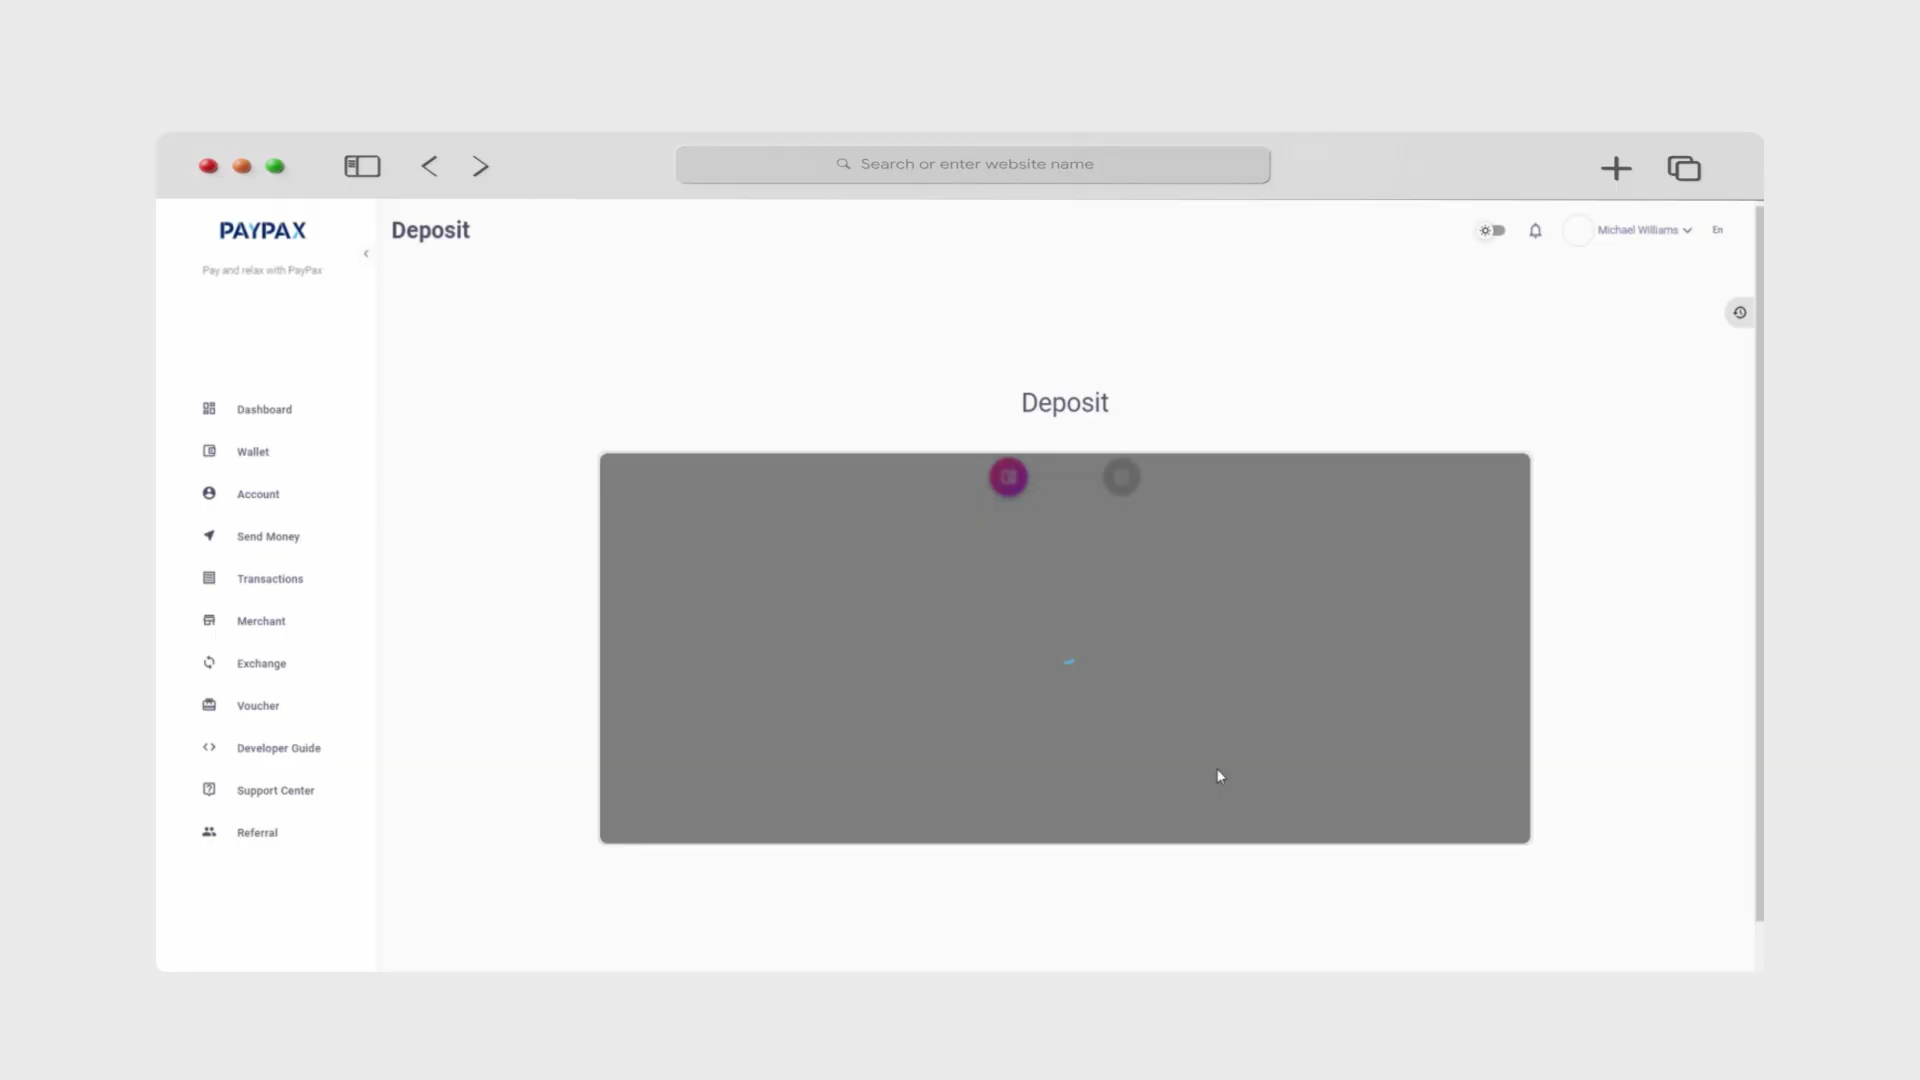 Search or enter website name
PAYPAX
Pay and relax with PayPax
Deposit
Michael Williams
En
Dashboard
Wallet
Account
Send Money
Transactions
Merchant
Exchange
Voucher
Developer Guide
Support Center
Referral
Deposit